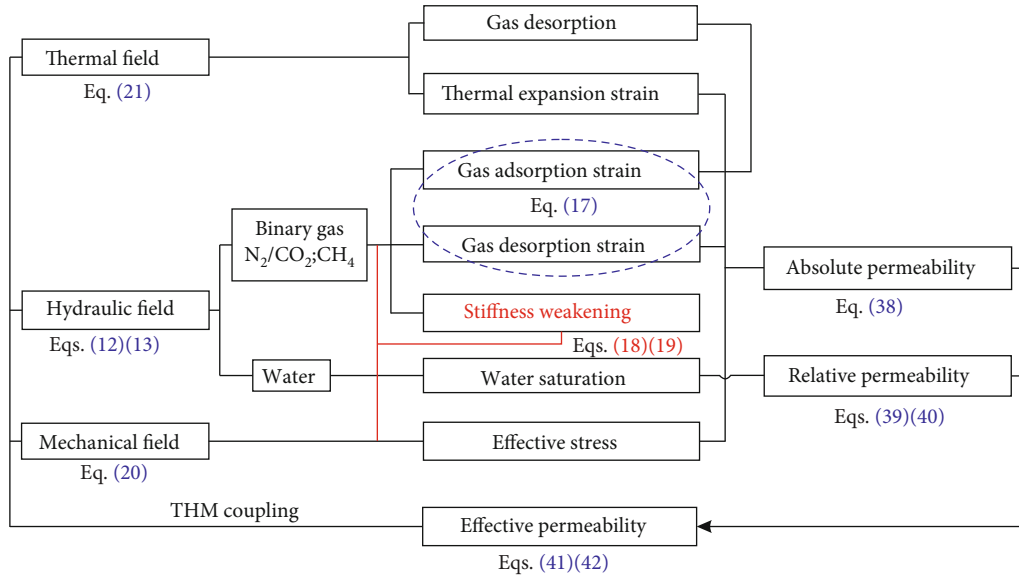 Gas desorption
Thermal field
Eq. (21)
Thermal expansion strain
Gas adsorption strain
Eq. (17)
Binary gas
N₂/CO₂;CH₄
Gas desorption strain
Absolute permeability
Eq. (38)
Hydraulic field
Eqs. (12)(13)
Stiffness weakening
Eqs. (18)(19)
Water
Water saturation
Relative permeability
Eqs. (39)(40)
Mechanical field
Eq. (20)
Effective stress
THM coupling
Effective permeability
Eqs. (41)(42)